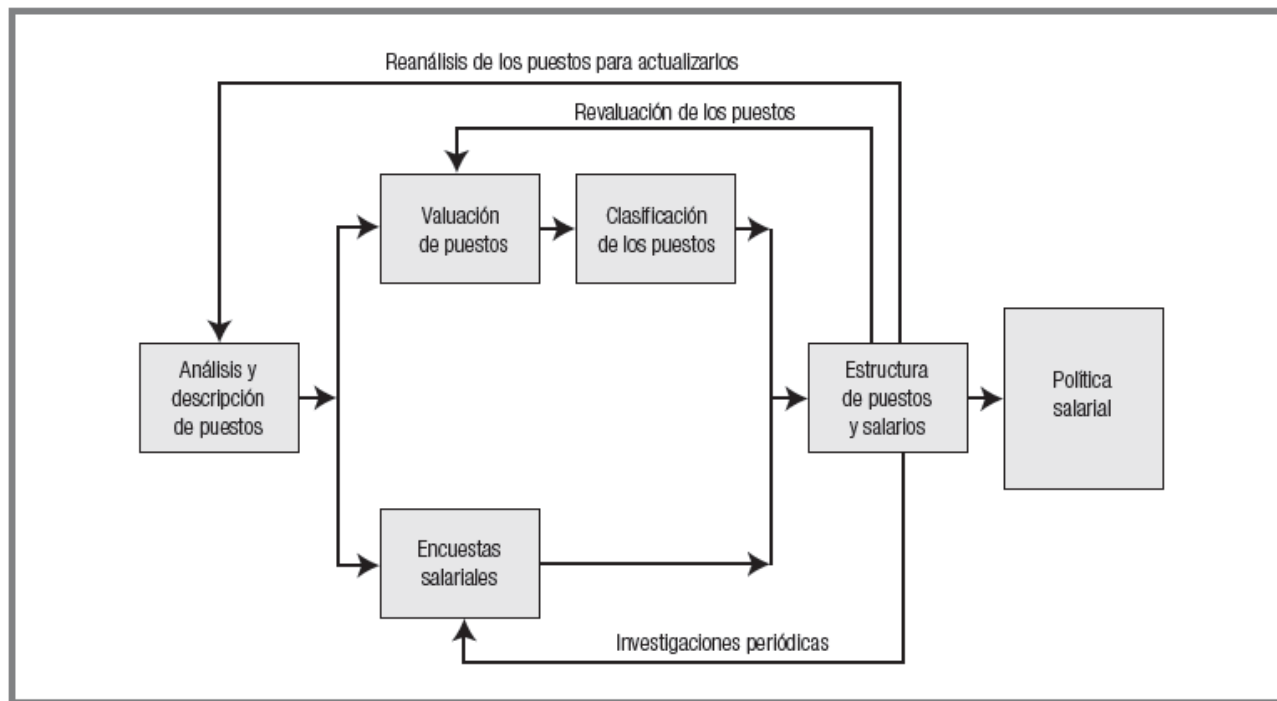 Reanálisis de los puestos para actualizarlos
Revaluación de los puestos
Valuación
de puestos
Clasificación
de los puestos
Análisis y
descripción
de puestos
Estructura
de puestos
y salarios
Política
salarial
Encuestas
salariales
Investigaciones periódicas